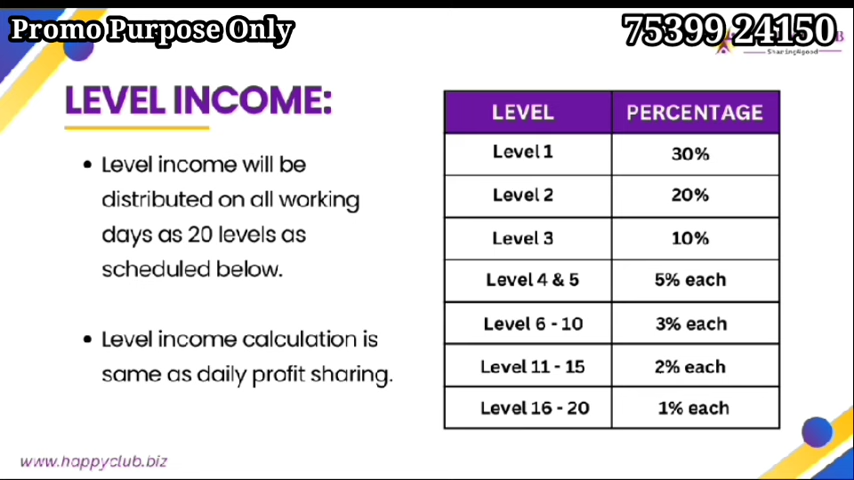 Promo Purpose Only
75399 24150
B
LEVEL INCOME:
• Level income will be
distributed on all working
days as 20 levels as
scheduled below.
• Level income calculation is
same as daily profit sharing.
LEVEL PERCENTAGE
Level 1 30%
Level 2 20%
Level 3 10%
Level 4 & 5 5% each
Level 6 - 10 3% each
Level 11 - 15 2% each
Level 16 - 20 1% each
www.happyclub.biz